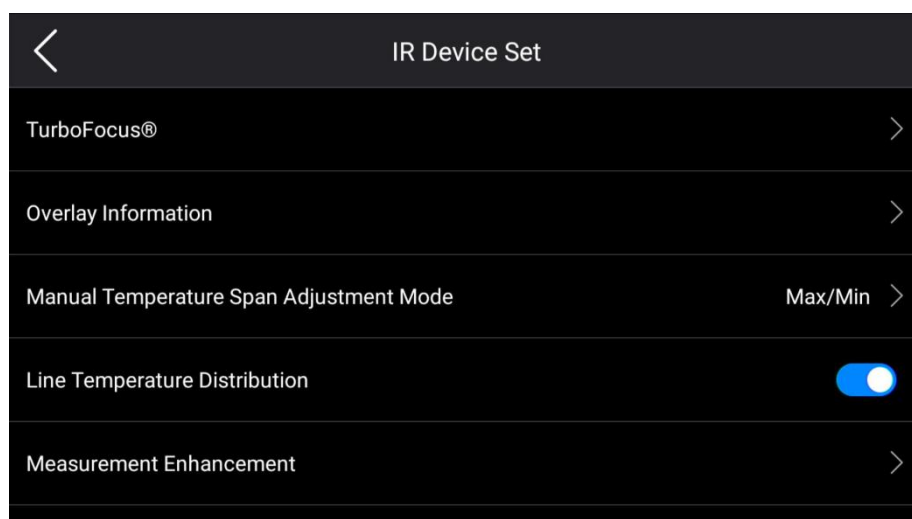 IR Device Set
TurboFocus®
Overlay Information
Manual Temperature Span Adjustment Mode Max/Min
Line Temperature Distribution
Measurement Enhancement